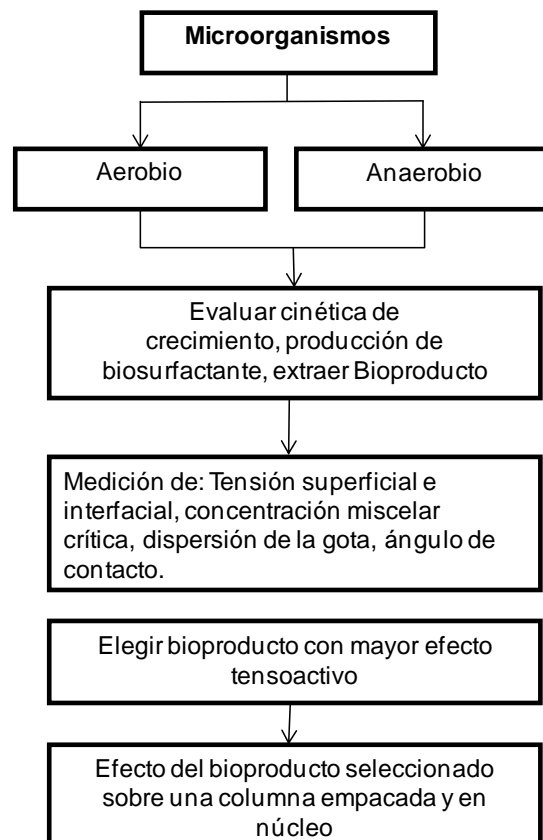 Microorganismos
Aerobio
Anaerobio
Evaluar cinética de
crecimiento, producción de
biosurfactante, extraer Bioproducto
Medición de: Tensión superficial e
interfacial, concentración miscelar
crítica, dispersión de la gota, ángulo de
contacto.
Elegir bioproducto con mayor efecto
tensoactivo
Efecto del bioproducto seleccionado
sobre una columna empacada y en
núcleo